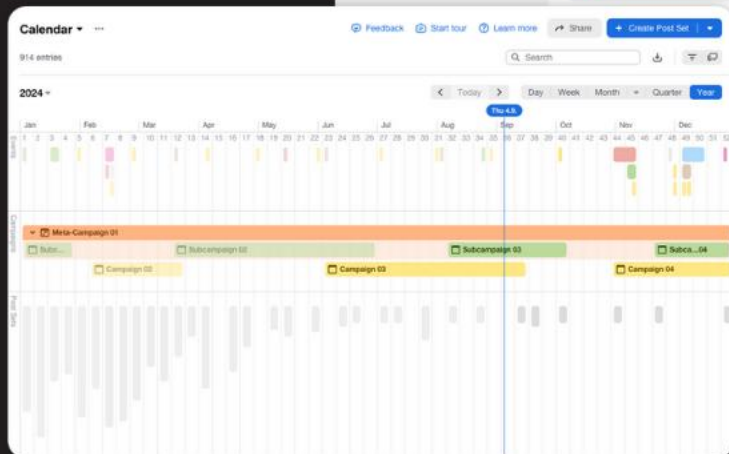 Calendar ···
Feedback Start tour Learn more Share + Create Post Set
914 entries
Search
2024
Today Day Week Month Quarter Year
Thu 4.9.
Jan Feb Mar Apr May Jun Jul Aug Sep Oct Nov Dec
1 2 3 4 5 6 7 8 9 10 11 12 13 14 15 16 17 18 19 20 21 22 23 24 25 26 27 28 29 30 31 32 33 34 35 36 37 38 39 40 41 42 43 44 45 46 47 48 49 50 51 52
Events
Campaigns
Meta-Campaign 01
Subc... Subcampaign 02 Subcampaign 03 Subca...04
Campaign 02 Campaign 03 Campaign 04
Post Sets